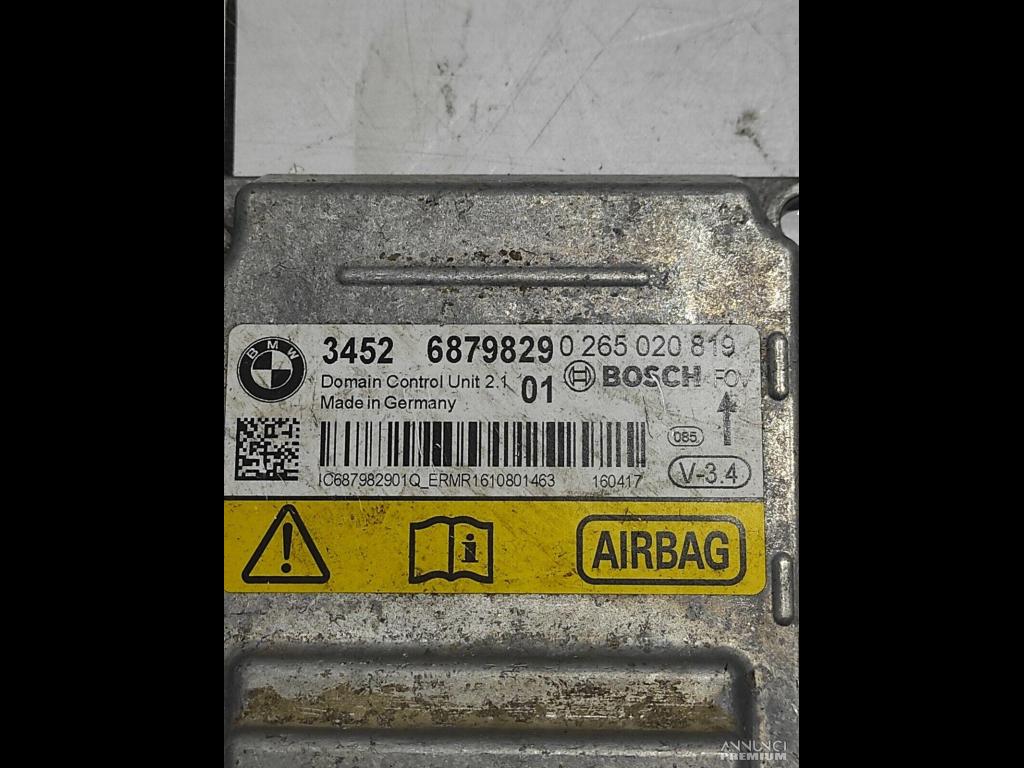 BMW
3452 6879829 0 265 020 819
Domain Control Unit 2.1 01 BOSCH FOV
Made in Germany
085
IC687982901Q_ERMR1610801463 160417 V-3.4
AIRBAG
ANNUNCI
PREMIUM